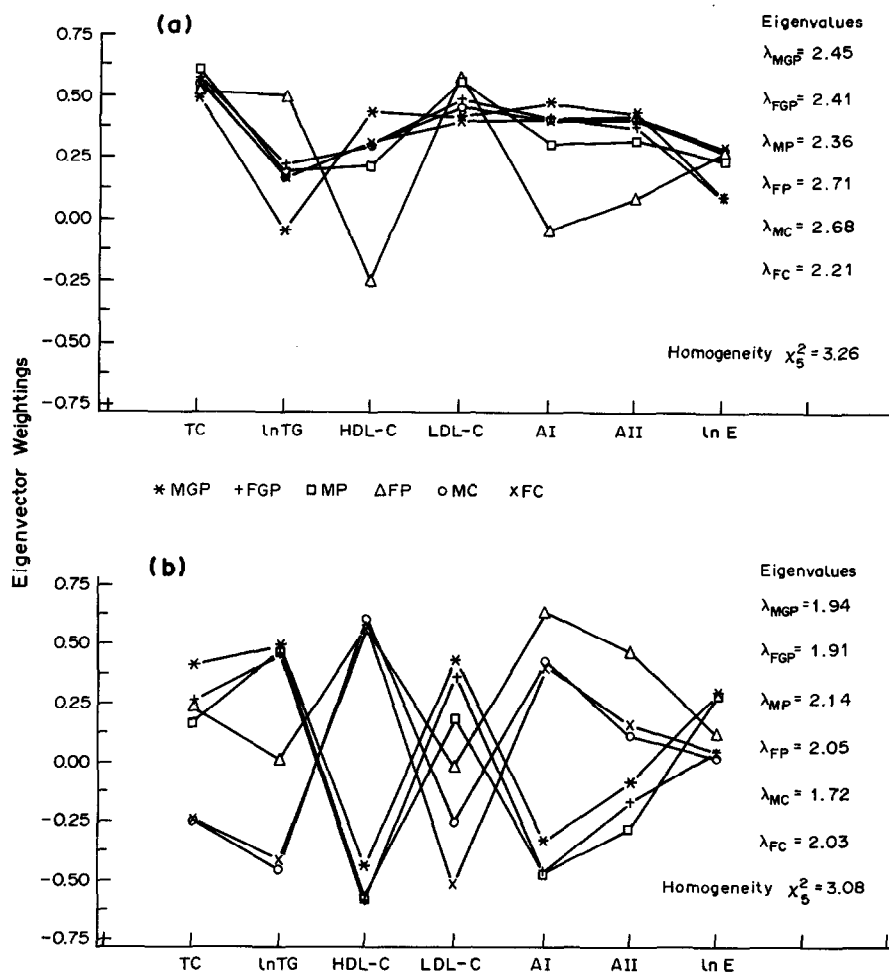 (a)
Eigenvalues
0.75
0.50
0.25
0.00
−0.25
−0.50
−0.75
λMGP= 2.45
λFGP= 2.41
λMP= 2.36
λFP= 2.71
λMC= 2.68
λFC= 2.21
Homogeneity χ²₅=3.26
TC lnTG HDL-C LDL-C AI AII ln E
Eigenvector Weightings
* MGP +FGP □ MP △FP ○ MC ×FC
(b)
Eigenvalues
0.75
0.50
0.25
0.00
−0.25
−0.50
−0.75
λMGP=1.94
λFGP=1.91
λMP=2.14
λFP=2.05
λMC=1.72
λFC=2.03
Homogeneity χ²₅=3.08
TC lnTG HDL-C LDL-C AI AII ln E